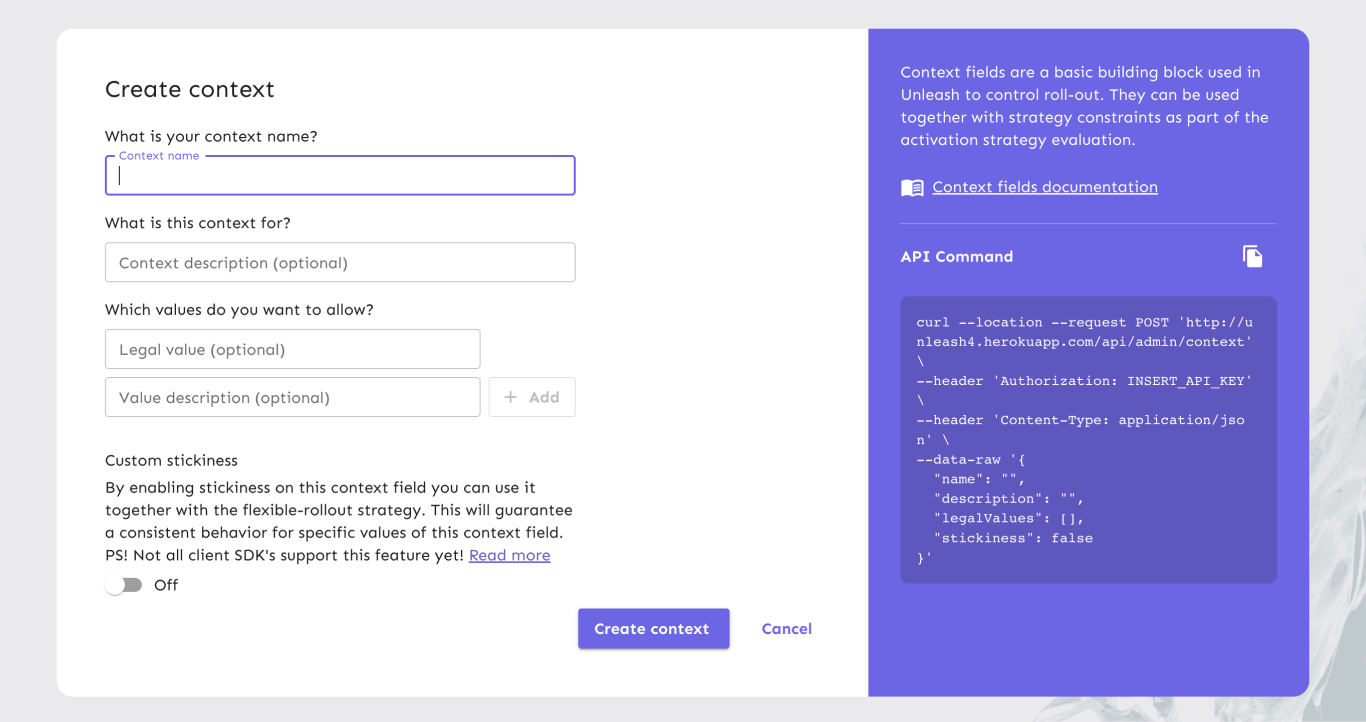 Create context
What is your context name?
Context name
What is this context for?
Context description (optional)
Which values do you want to allow?
Legal value (optional)
Value description (optional)
+ Add
Custom stickiness
By enabling stickiness on this context field you can use it
together with the flexible-rollout strategy. This will guarantee
a consistent behavior for specific values of this context field.
PS! Not all client SDK's support this feature yet! Read more
Off
Create context
Cancel
Context fields are a basic building block used in
Unleash to control roll-out. They can be used
together with strategy constraints as part of the
activation strategy evaluation.
Context fields documentation
API Command
curl --location --request POST 'http://u
nleash4.herokuapp.com/api/admin/context'
\
--header 'Authorization: INSERT_API_KEY'
\
--header 'Content-Type: application/jso
n' \
--data-raw '{
  "name": "",
  "description": "",
  "legalValues": [],
  "stickiness": false
}'